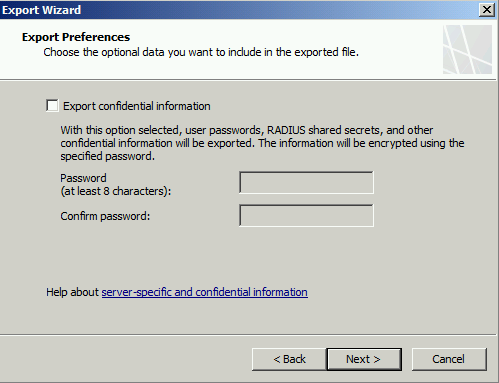 Export Wizard
Export Preferences
Choose the optional data you want to include in the exported file.
Export confidential information
With this option selected, user passwords, RADIUS shared secrets, and other
confidential information will be exported. The information will be encrypted using the
specified password.
Password
(at least 8 characters):
Confirm password:
Help about server-specific and confidential information
< Back
Next >
Cancel